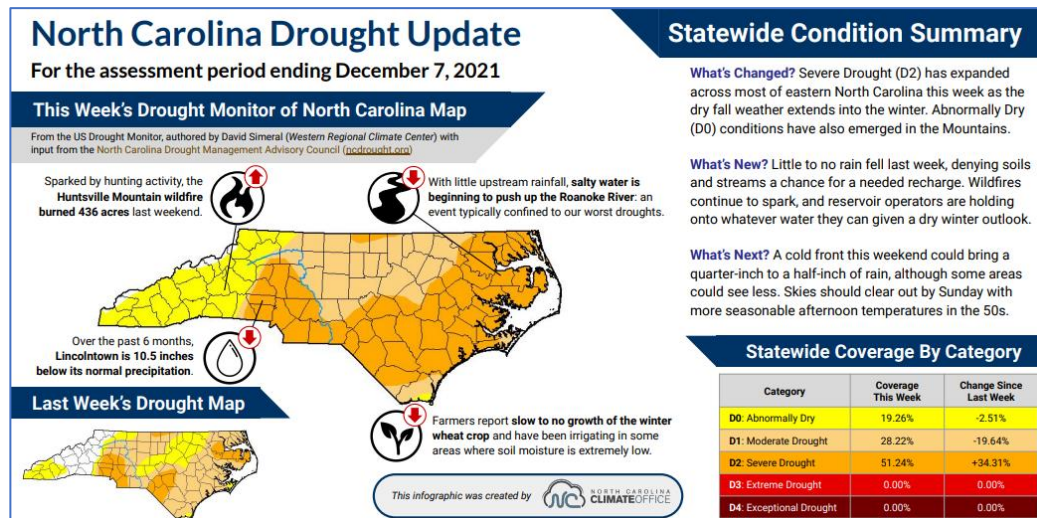 North Carolina Drought Update
For the assessment period ending December 7, 2021
This Week's Drought Monitor of North Carolina Map
From the US Drought Monitor, authored by David Simeral (Western Regional Climate Center) with
input from the North Carolina Drought Management Advisory Council (ncdrought.org)
Sparked by hunting activity, the
Huntsville Mountain wildfire
burned 436 acres last weekend.
With little upstream rainfall, salty water is
beginning to push up the Roanoke River: an
event typically confined to our worst droughts.
Over the past 6 months,
Lincolntown is 10.5 inches
below its normal precipitation.
Last Week's Drought Map
Farmers report slow to no growth of the winter
wheat crop and have been irrigating in some
areas where soil moisture is extremely low.
This infographic was created by
NC
NORTH CAROLINA
CLIMATEOFFICE
Statewide Condition Summary
What's Changed? Severe Drought (D2) has expanded
across most of eastern North Carolina this week as the
dry fall weather extends into the winter. Abnormally Dry
(D0) conditions have also emerged in the Mountains.
What's New? Little to no rain fell last week, denying soils
and streams a chance for a needed recharge. Wildfires
continue to spark, and reservoir operators are holding
onto whatever water they can given a dry winter outlook.
What's Next? A cold front this weekend could bring a
quarter-inch to a half-inch of rain, although some areas
could see less. Skies should clear out by Sunday with
more seasonable afternoon temperatures in the 50s.
Statewide Coverage By Category
Category Coverage This Week Change Since Last Week
D0: Abnormally Dry 19.26% -2.51%
D1: Moderate Drought 28.22% -19.64%
D2: Severe Drought 51.24% +34.31%
D3: Extreme Drought 0.00% 0.00%
D4: Exceptional Drought 0.00% 0.00%